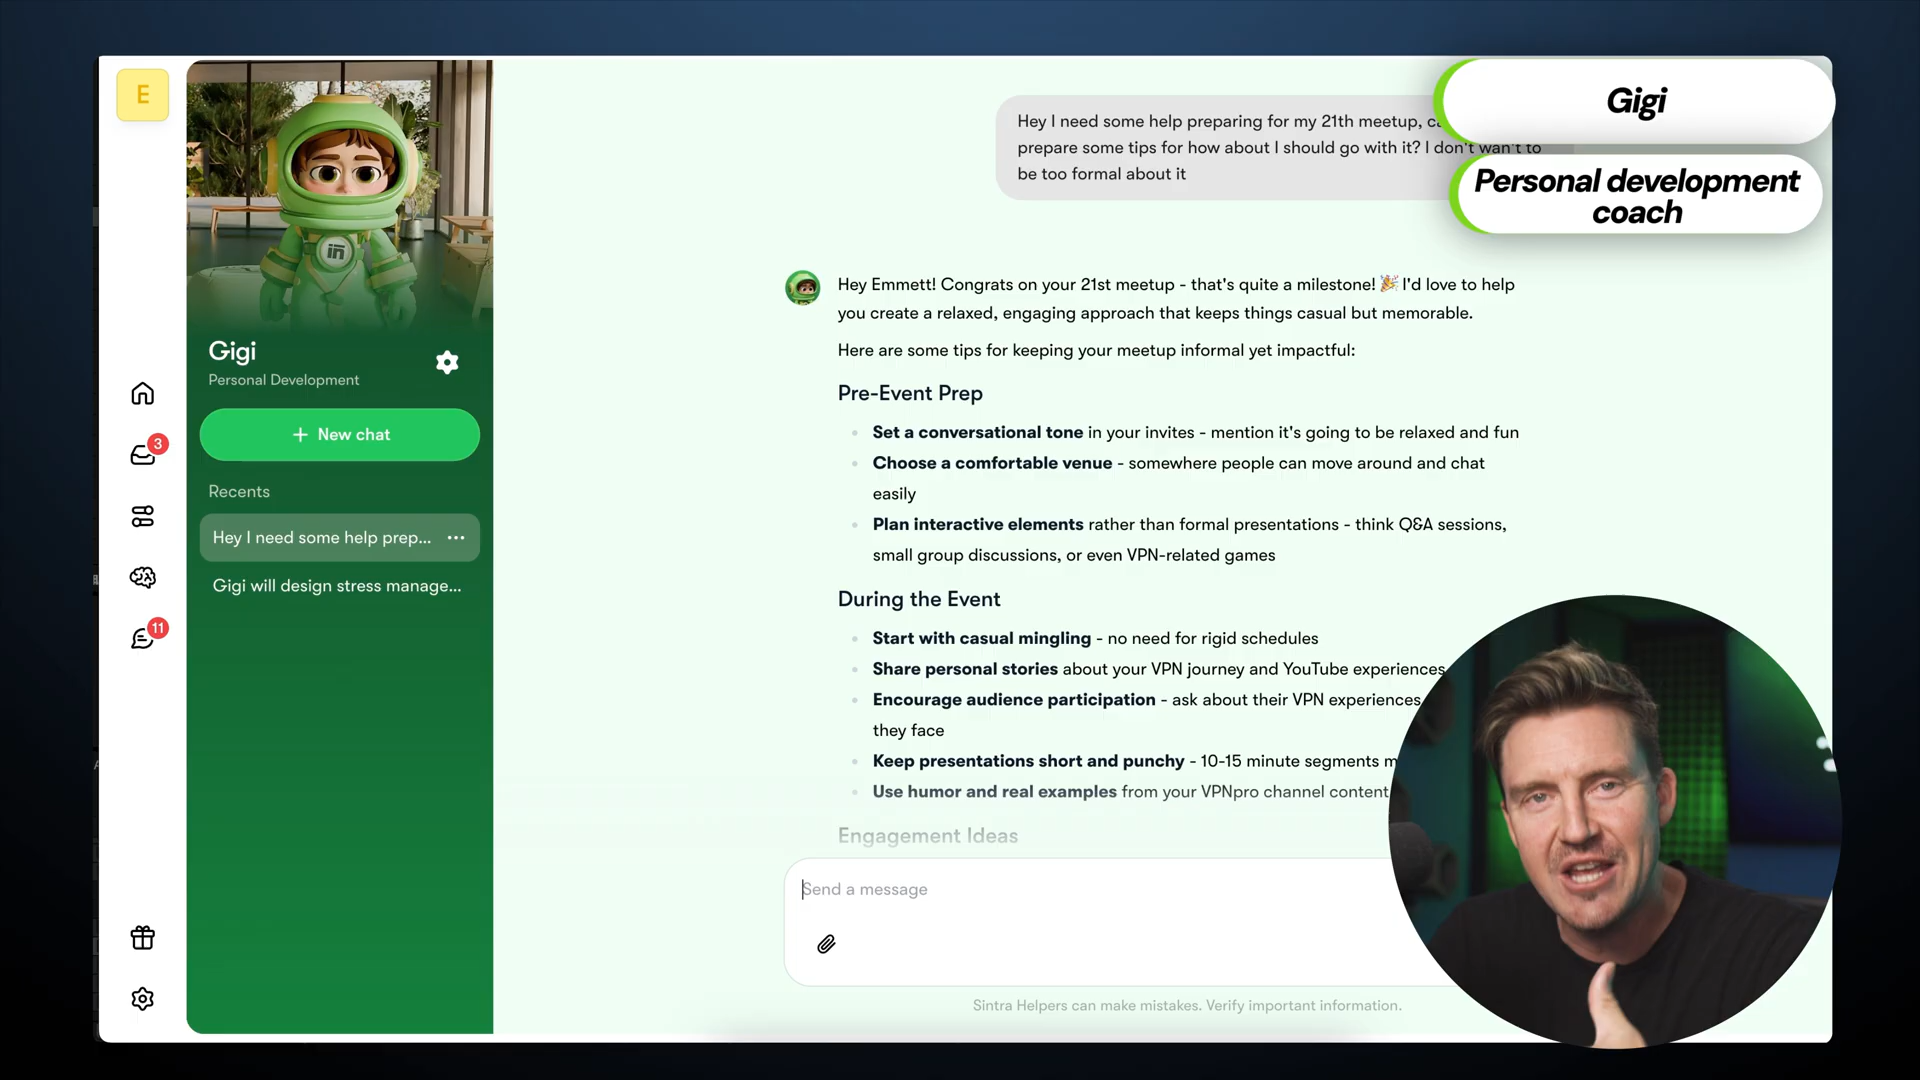 E
Gigi
Personal Development
+ New chat
Recents
Hey I need some help prep...
Gigi will design stress manage...
3
11
Hey I need some help preparing for my 21th meetup,
prepare some tips for how about I should go with it? I don't wan't to
be too formal about it
Gigi
Personal development
coach
Hey Emmett! Congrats on your 21st meetup - that's quite a milestone! 🎉 I'd love to help
you create a relaxed, engaging approach that keeps things casual but memorable.
Here are some tips for keeping your meetup informal yet impactful:
Pre-Event Prep
Set a conversational tone in your invites - mention it's going to be relaxed and fun
Choose a comfortable venue - somewhere people can move around and chat
easily
Plan interactive elements rather than formal presentations - think Q&A sessions,
small group discussions, or even VPN-related games
During the Event
Start with casual mingling - no need for rigid schedules
Share personal stories about your VPN journey and YouTube experiences
Encourage audience participation - ask about their VPN experiences
they face
Keep presentations short and punchy - 10-15 minute segments
Use humor and real examples from your VPNpro channel content
Engagement Ideas
Send a message
Sintra Helpers can make mistakes. Verify important information.